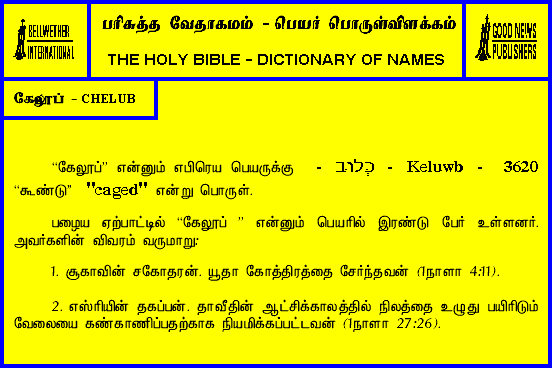 BELLWETHER
INTERNATIONAL
பரிசுத்த வேதாகமம் - பெயர் பொருள்விளக்கம்
THE HOLY BIBLE - DICTIONARY OF NAMES
GOOD NEWS
PUBLISHERS
கேலூப் - CHELUB
“கேலூப்” என்னும் எபிரெய பெயருக்கு - כְּלוּב - Keluwb - 3620
“கூண்டு” "caged" என்று பொருள்.
பழைய ஏற்பாட்டில் “கேலூப் ” என்னும் பெயரில் இரண்டு பேர் உள்ளனர்.
அவர்களின் விவரம் வருமாறு:
1. சூகாவின் சகோதரன். யூதா கோத்திரத்தை சேர்ந்தவன் (1நாளா 4:11).
2. எஸ்ரியின் தகப்பன். தாவீதின் ஆட்சிக்காலத்தில் நிலத்தை உழுது பயிரிடும்
வேலையை கண்காணிப்பதற்காக நியமிக்கப்பட்டவன் (1நாளா 27:26).